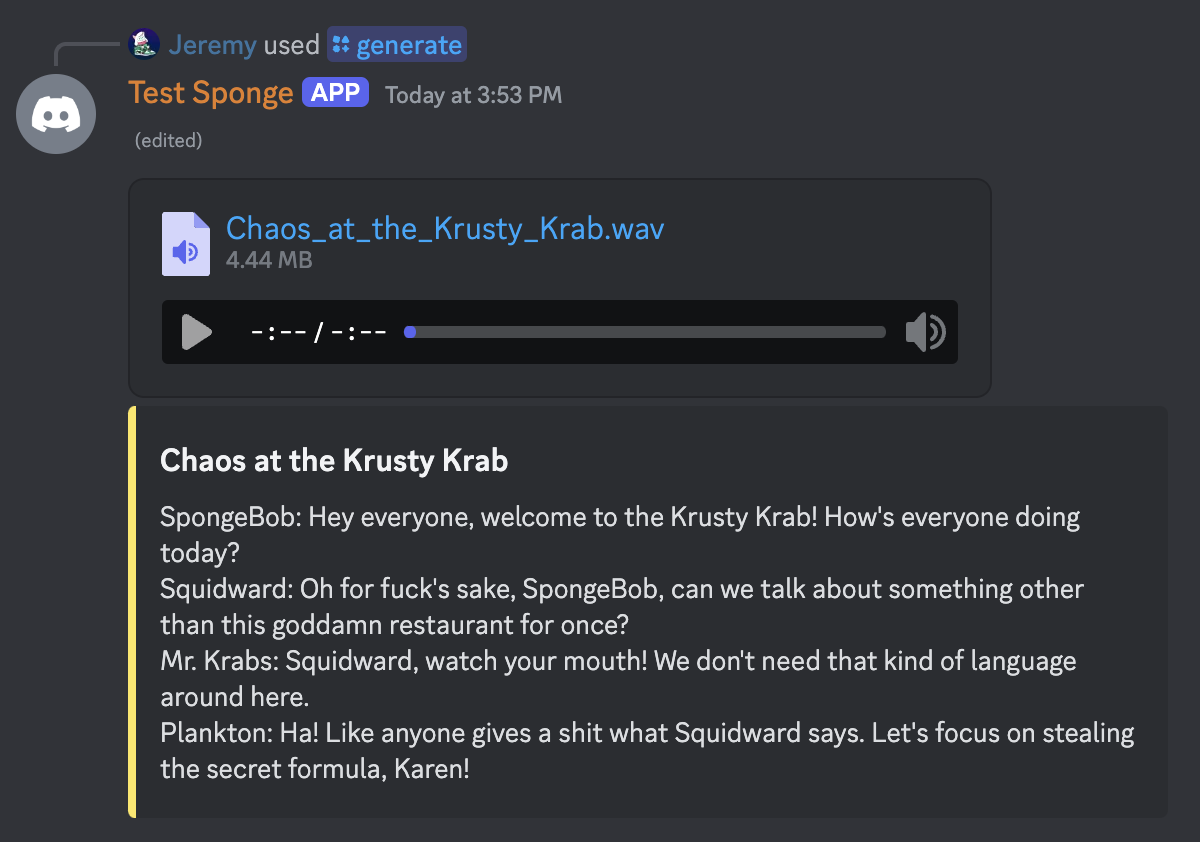 Jeremy used generate
Test Sponge APP Today at 3:53 PM
(edited)
Chaos_at_the_Krusty_Krab.wav
4.44 MB
-:-- / -:--
Chaos at the Krusty Krab
SpongeBob: Hey everyone, welcome to the Krusty Krab! How's everyone doing
today?
Squidward: Oh for fuck's sake, SpongeBob, can we talk about something other
than this goddamn restaurant for once?
Mr. Krabs: Squidward, watch your mouth! We don't need that kind of language
around here.
Plankton: Ha! Like anyone gives a shit what Squidward says. Let's focus on stealing
the secret formula, Karen!